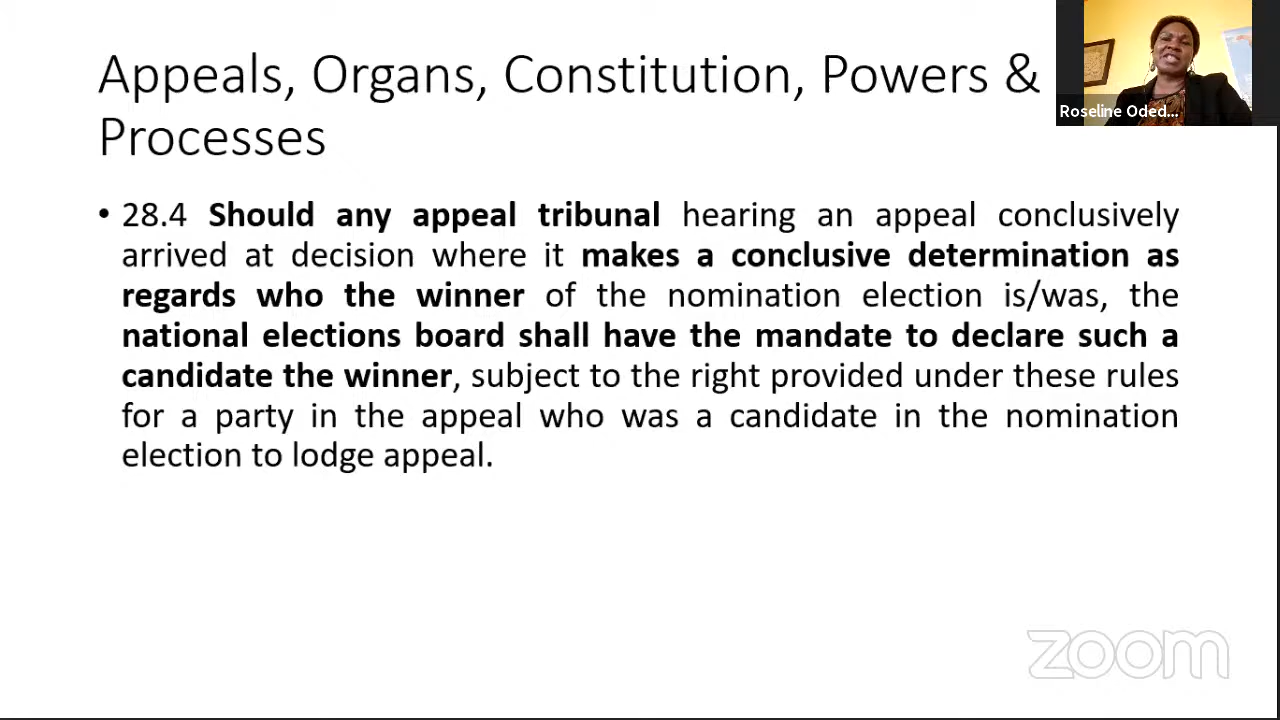 Appeals, Organs, Constitution, Powers &
Processes
Roseline Oded...
• 28.4 Should any appeal tribunal hearing an appeal conclusively
arrived at decision where it makes a conclusive determination as
regards who the winner of the nomination election is/was, the
national elections board shall have the mandate to declare such a
candidate the winner, subject to the right provided under these rules
for a party in the appeal who was a candidate in the nomination
election to lodge appeal.
zoom